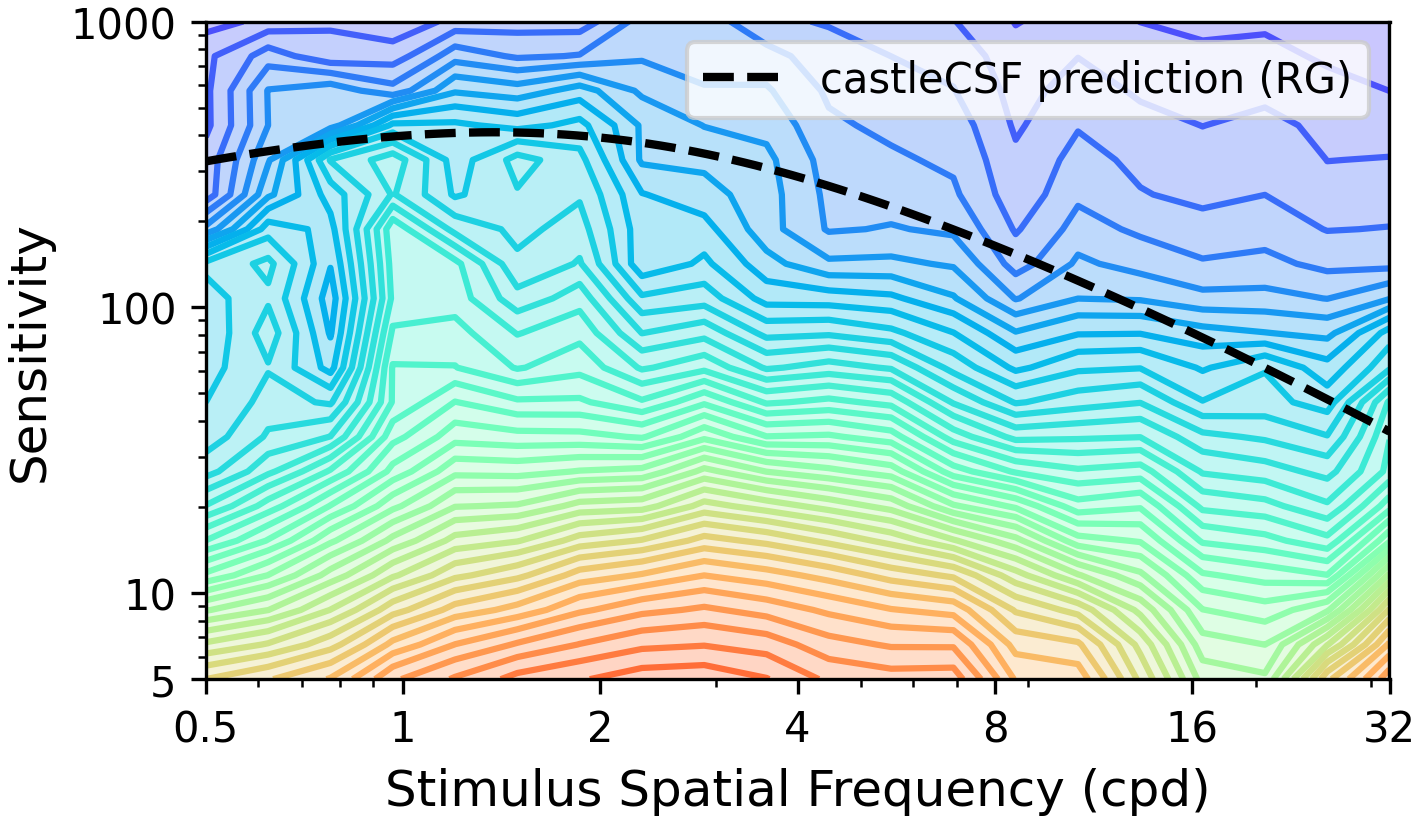 1000
castleCSF prediction (RG)
Sensitivity
100
10
5
0.5 1 2 4 8 16 32
Stimulus Spatial Frequency (cpd)